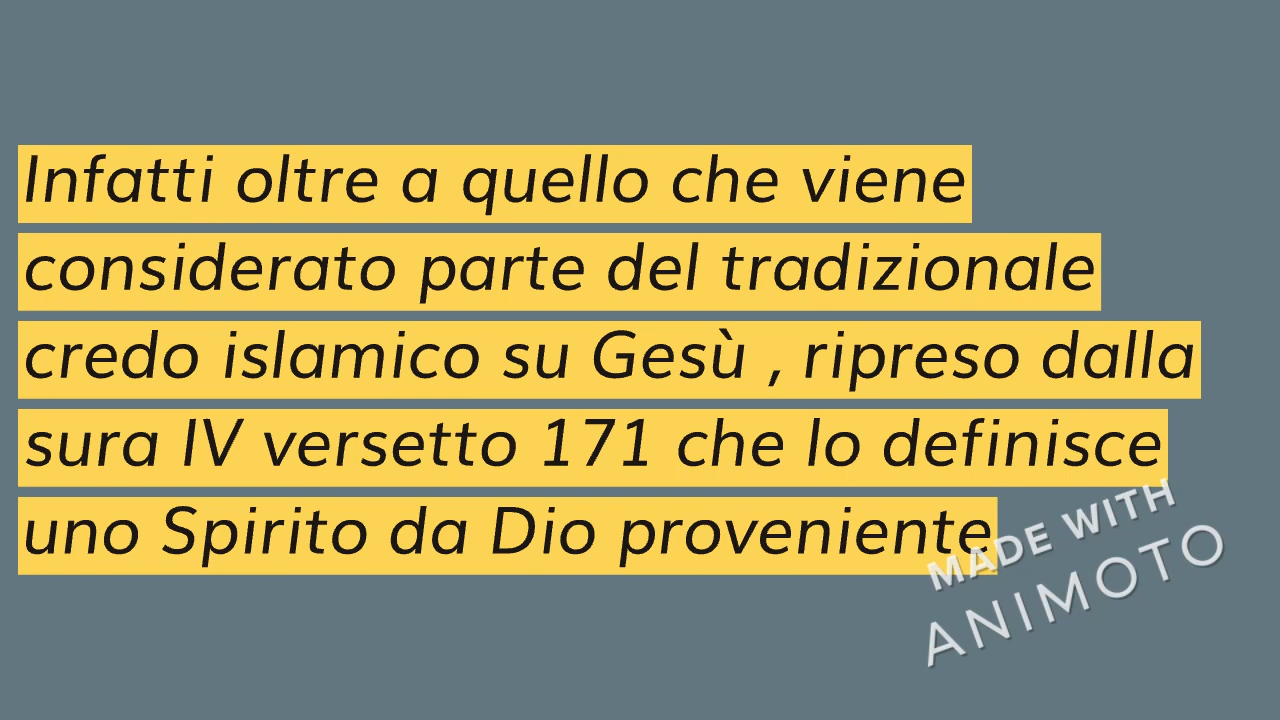 Infatti oltre a quello che viene
considerato parte del tradizionale
credo islamico su Gesù , ripreso dalla
sura IV versetto 171 che lo definisce
uno Spirito da Dio proveniente
MADE WITH
ANIMOTO